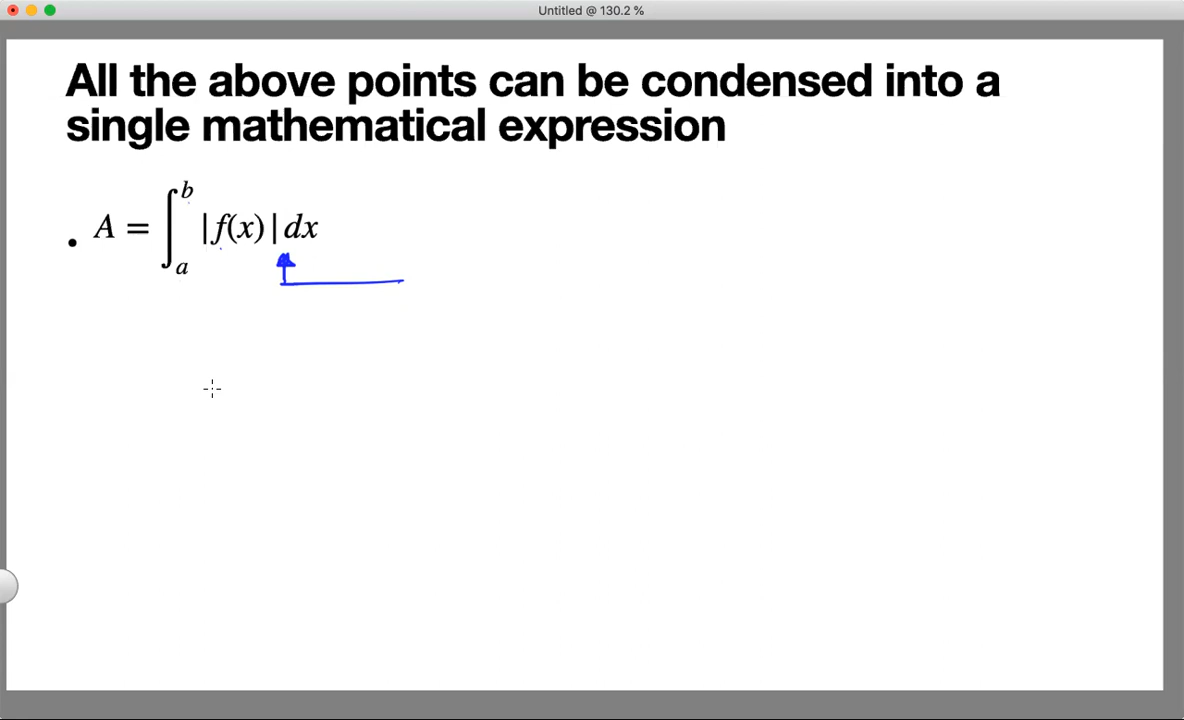 Untitled @ 130.2 %
All the above points can be condensed into a
single mathematical expression
• A = ∫_a^b |f(x)| dx